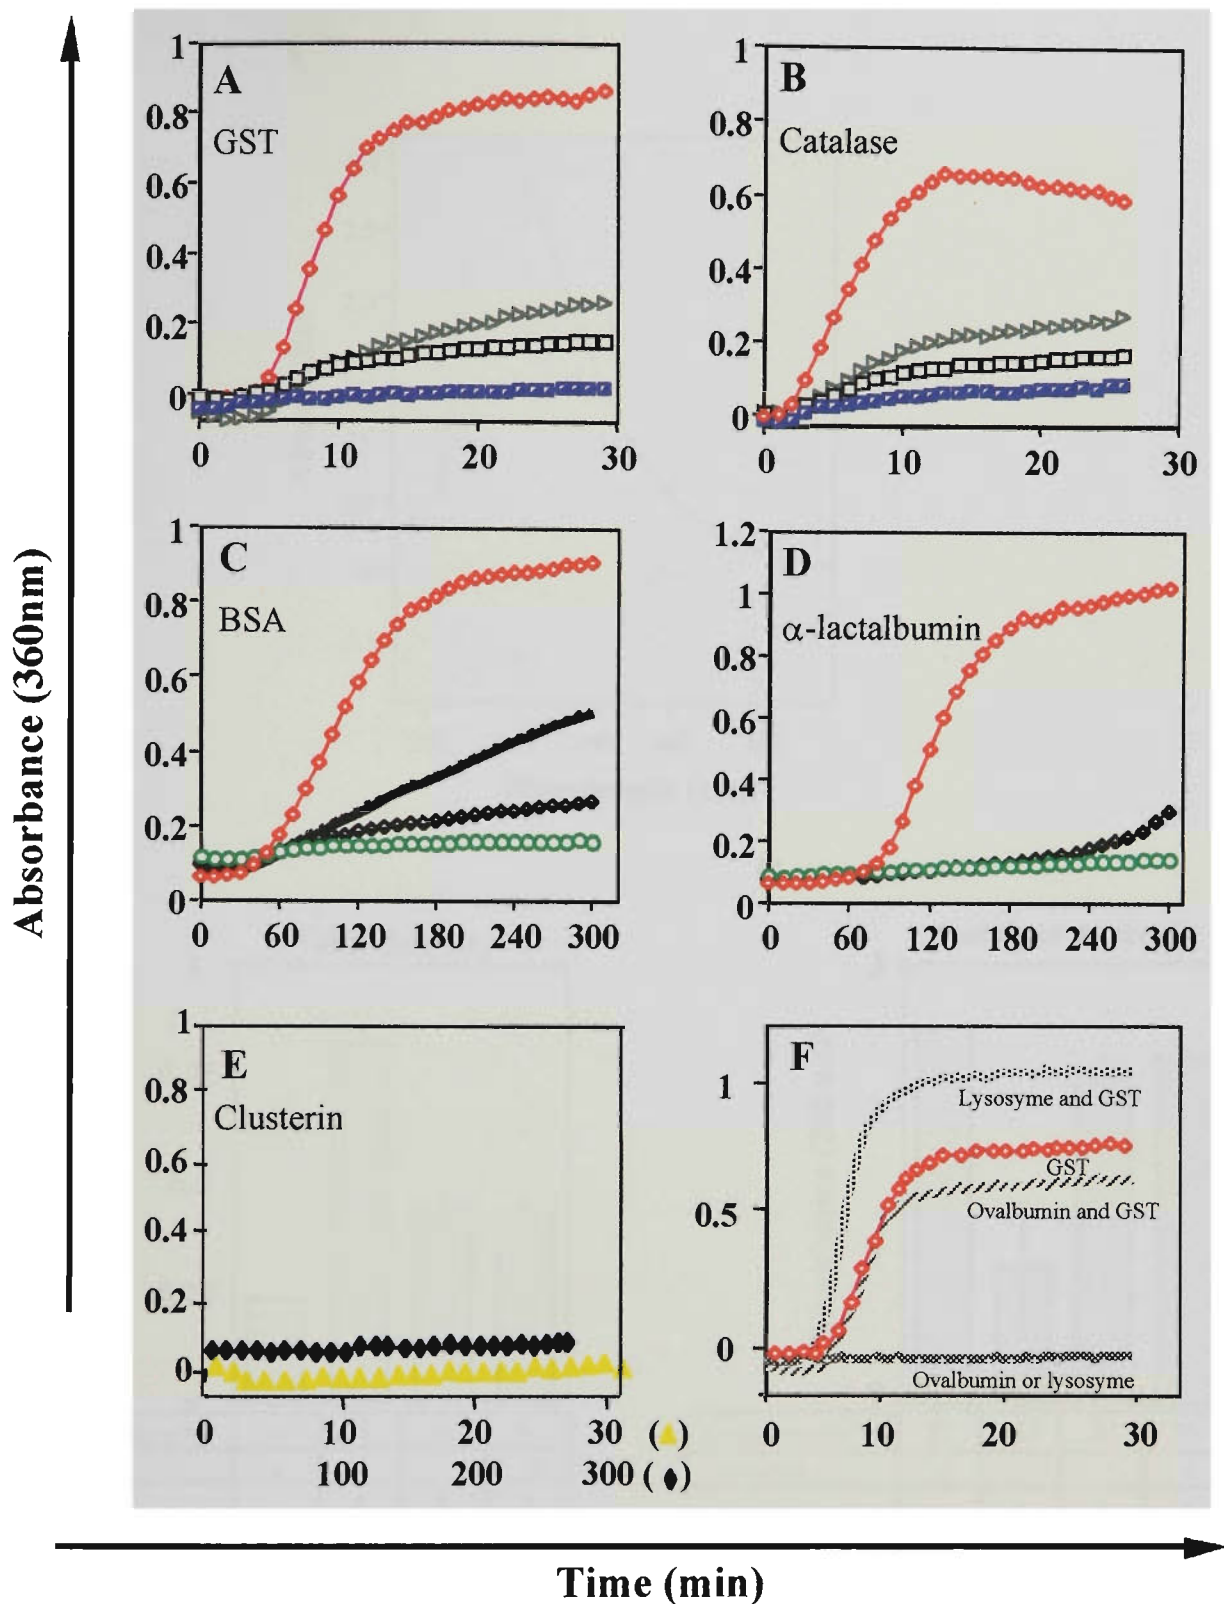 Absorbance (360nm)
A
GST
1
0.8
0.6
0.4
0.2
0
0 10 20 30
B
Catalase
1
0.8
0.6
0.4
0.2
0
0 10 20 30
C
BSA
1
0.8
0.6
0.4
0.2
0
0 60 120 180 240 300
D
α-lactalbumin
1.2
1
0.8
0.6
0.4
0.2
0
0 60 120 180 240 300
E
Clusterin
1
0.8
0.6
0.4
0.2
0
0 10 20 30 (▲)
100 200 300 (♦)
F
1
0.5
0
Lysosyme and GST
GST
Ovalbumin and GST
Ovalbumin or lysosyme
0 10 20 30
Time (min)